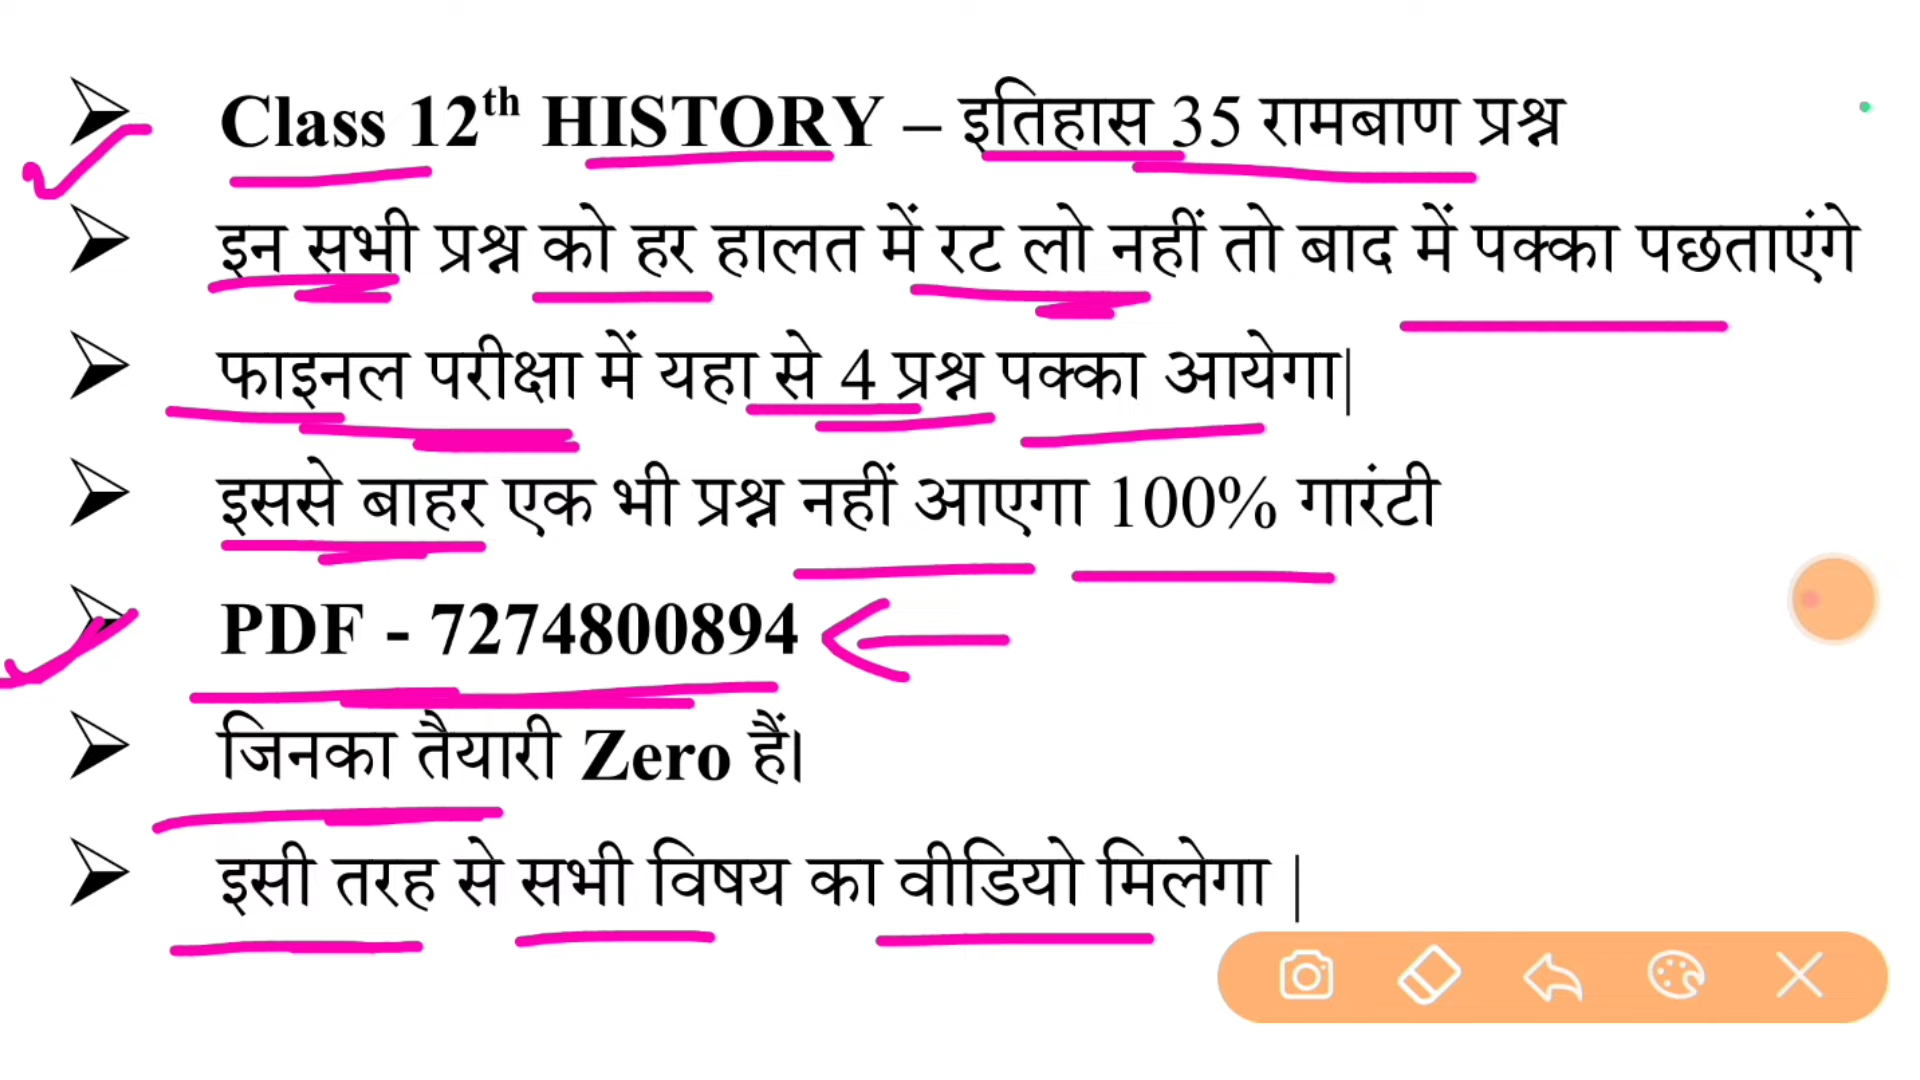 Class 12th HISTORY – इतिहास 35 रामबाण प्रश्न
इन सभी प्रश्न को हर हालत में रट लो नहीं तो बाद में पक्का पछताएंगे
फाइनल परीक्षा में यहा से 4 प्रश्न पक्का आयेगा|
इससे बाहर एक भी प्रश्न नहीं आएगा 100% गारंटी
PDF - 7274800894
जिनका तैयारी Zero हैं।
इसी तरह से सभी विषय का वीडियो मिलेगा |